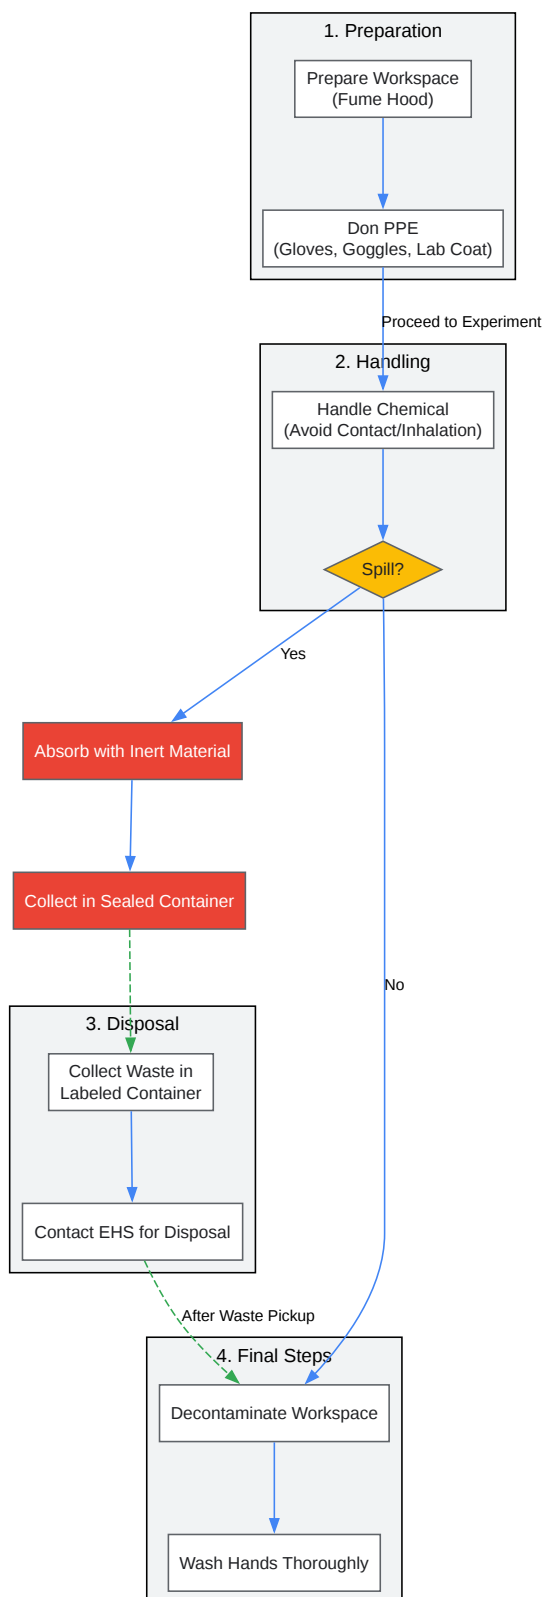 1. Preparation
Prepare Workspace
(Fume Hood)
Don PPE
(Gloves, Goggles, Lab Coat)
Proceed to Experiment
2. Handling
Handle Chemical
(Avoid Contact/Inhalation)
Spill?
Yes
Absorb with Inert Material
Collect in Sealed Container
No
3. Disposal
Collect Waste in
Labeled Container
Contact EHS for Disposal
After Waste Pickup
4. Final Steps
Decontaminate Workspace
Wash Hands Thoroughly